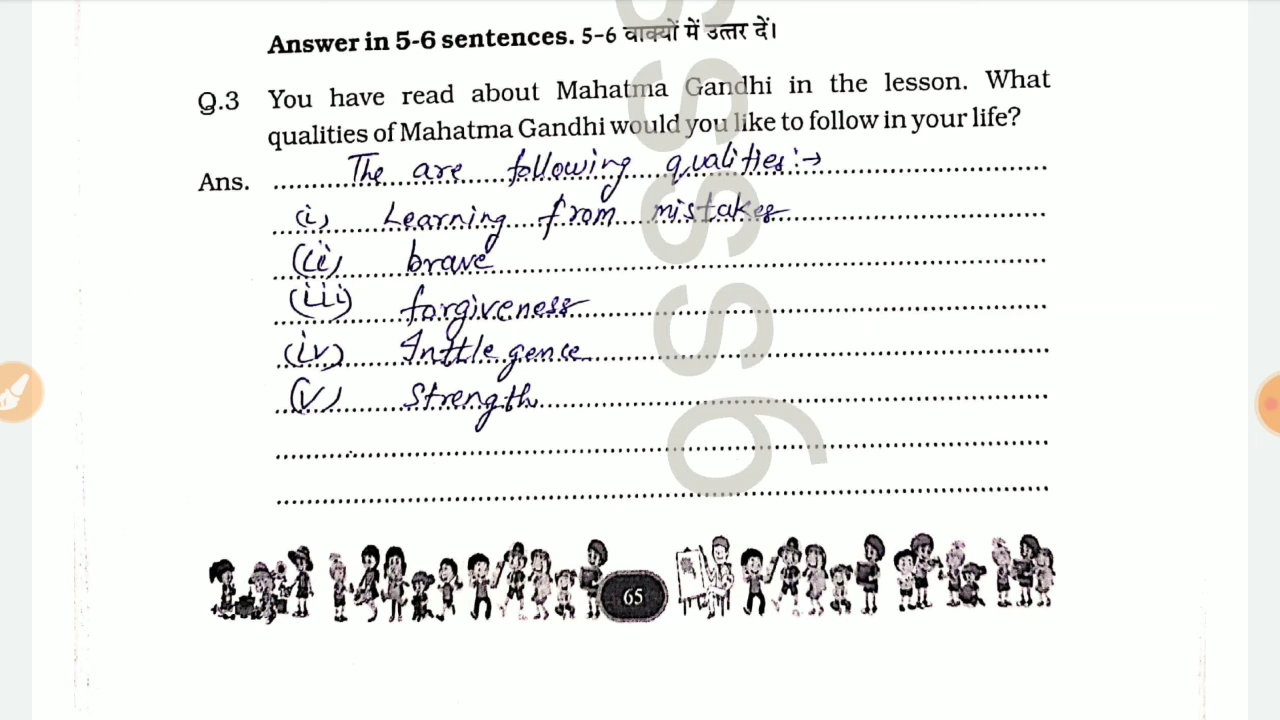 Answer in 5-6 sentences. 5-6 वाक्यों में उत्तर दें।
Q.3 You have read about Mahatma Gandhi in the lesson. What
qualities of Mahatma Gandhi would you like to follow in your life?
Ans. The are following qualities:→
(i) Learning from mistakes
(ii) brave
(iii) forgiveness
(iv) Inttlegence
(v) Strength
65